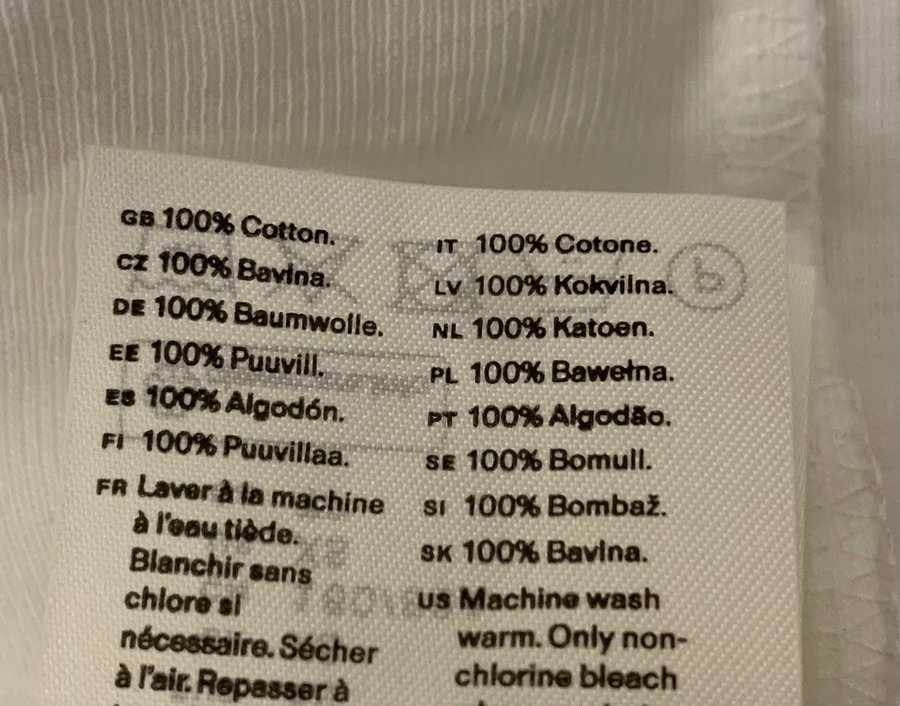 GB 100% Cotton.
CZ 100% Bavlna.
DE 100% Baumwolle.
EE 100% Puuvill.
ES 100% Algodón.
FI 100% Puuvillaa.
FR Laver à la machine
à l'eau tiède.
Blanchir sans
chlore si
nécessaire. Sécher
à l'air. Repasser à
IT 100% Cotone.
LV 100% Kokvilna.
NL 100% Katoen.
PL 100% Bawełna.
PT 100% Algodão.
SE 100% Bomull.
SI 100% Bombaž.
SK 100% Bavlna.
US Machine wash
warm. Only non-
chlorine bleach